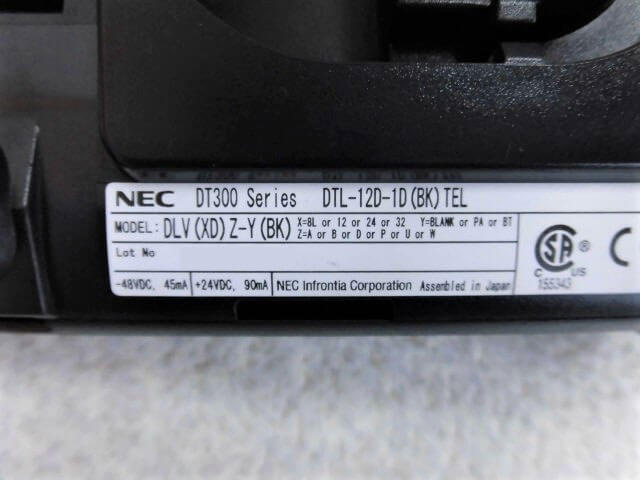 NEC DT300 Series DTL-12D-1D(BK)TEL
MODEL: DLV(XD)Z-Y(BK) X=8L or 12 or 24 or 32 Y=BLANK or PA or BT
Z=A or B or D or P or U or W
Lot No
-48VDC, 45mA +24VDC, 90mA NEC Infrontia Corporation Assembled in Japan
SA ®
C US
155343